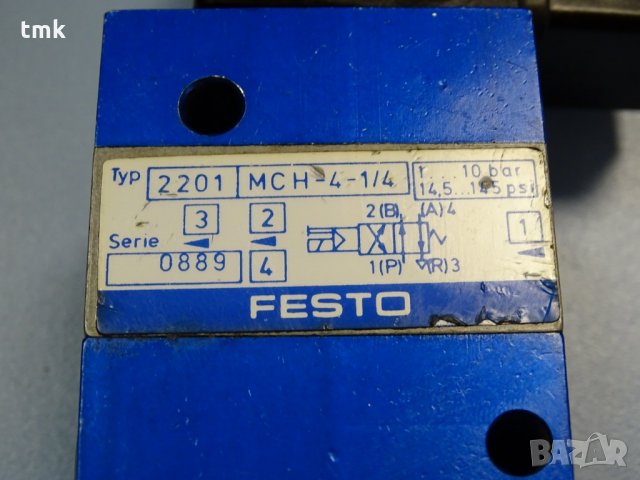 tmk
Typ 2201 MCH-4-1/4 1 ... 10 bar
14,5...145 psi
3 2 2(B) (A)4 1
Serie
0889 4 1(P) (R)3
FESTO
BAZAR